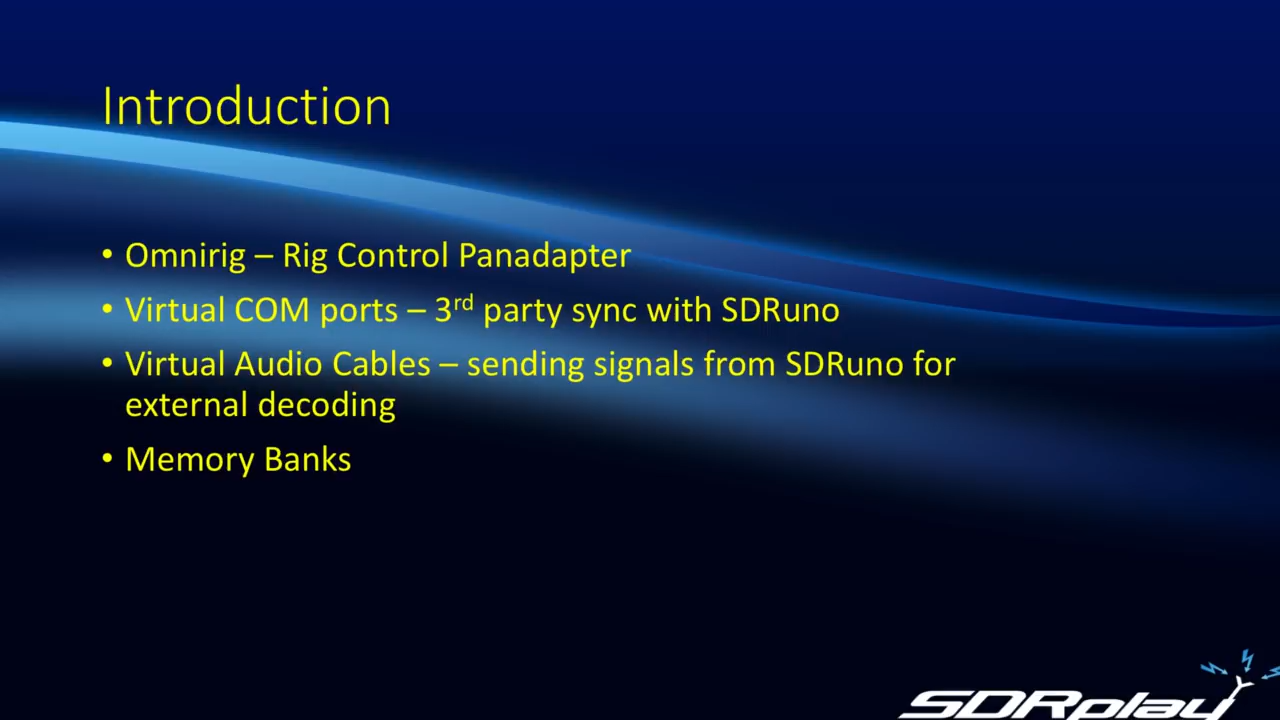 Introduction
• Omnirig – Rig Control Panadapter
• Virtual COM ports – 3rd party sync with SDRuno
• Virtual Audio Cables – sending signals from SDRuno for
external decoding
• Memory Banks
SDRplay